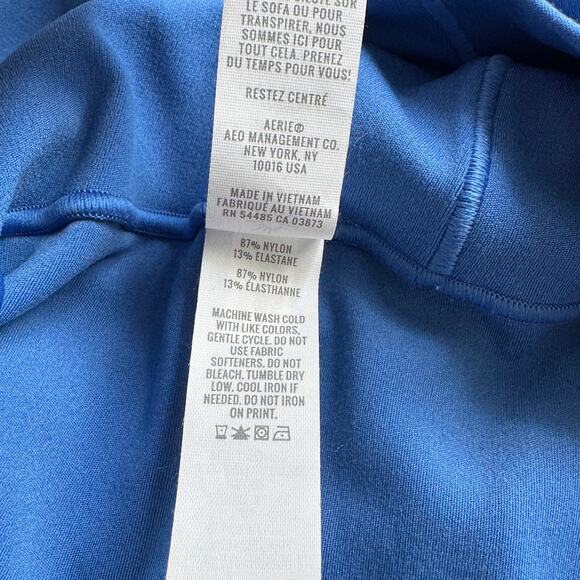 LE SOFA OU POUR
TRANSPIRER, NOUS
SOMMES ICI POUR
TOUT CELA. PRENEZ
DU TEMPS POUR VOUS!
RESTEZ CENTRÉ
AERIE®
AEO MANAGEMENT CO.
NEW YORK, NY
10016 USA
MADE IN VIETNAM
FABRIQUÉ AU VIETNAM
RN 54485 CA 03873
87% NYLON
13% ELASTANE
87% NYLON
13% ÉLASTHANNE
MACHINE WASH COLD
WITH LIKE COLORS,
GENTLE CYCLE. DO NOT
USE FABRIC
SOFTENERS. DO NOT
BLEACH. TUMBLE DRY
LOW. COOL IRON IF
NEEDED. DO NOT IRON
ON PRINT.